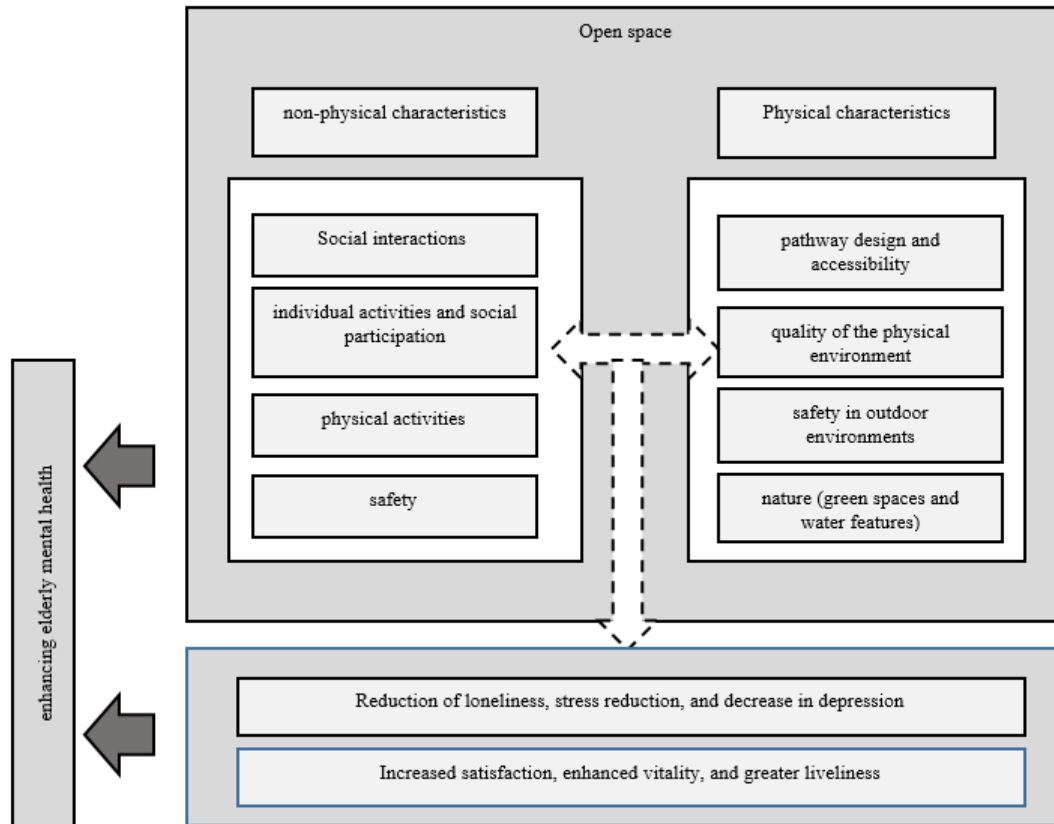 Open space
non-physical characteristics
Physical characteristics
Social interactions
individual activities and social
participation
physical activities
safety
pathway design and
accessibility
quality of the physical
environment
safety in outdoor
environments
nature (green spaces and
water features)
enhancing elderly mental health
Reduction of loneliness, stress reduction, and decrease in depression
Increased satisfaction, enhanced vitality, and greater liveliness